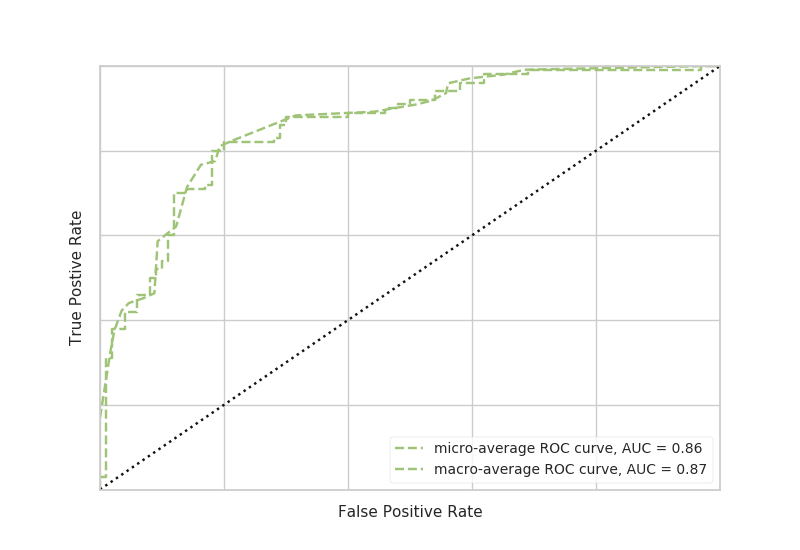 True Postive Rate
micro-average ROC curve, AUC = 0.86
macro-average ROC curve, AUC = 0.87
False Positive Rate